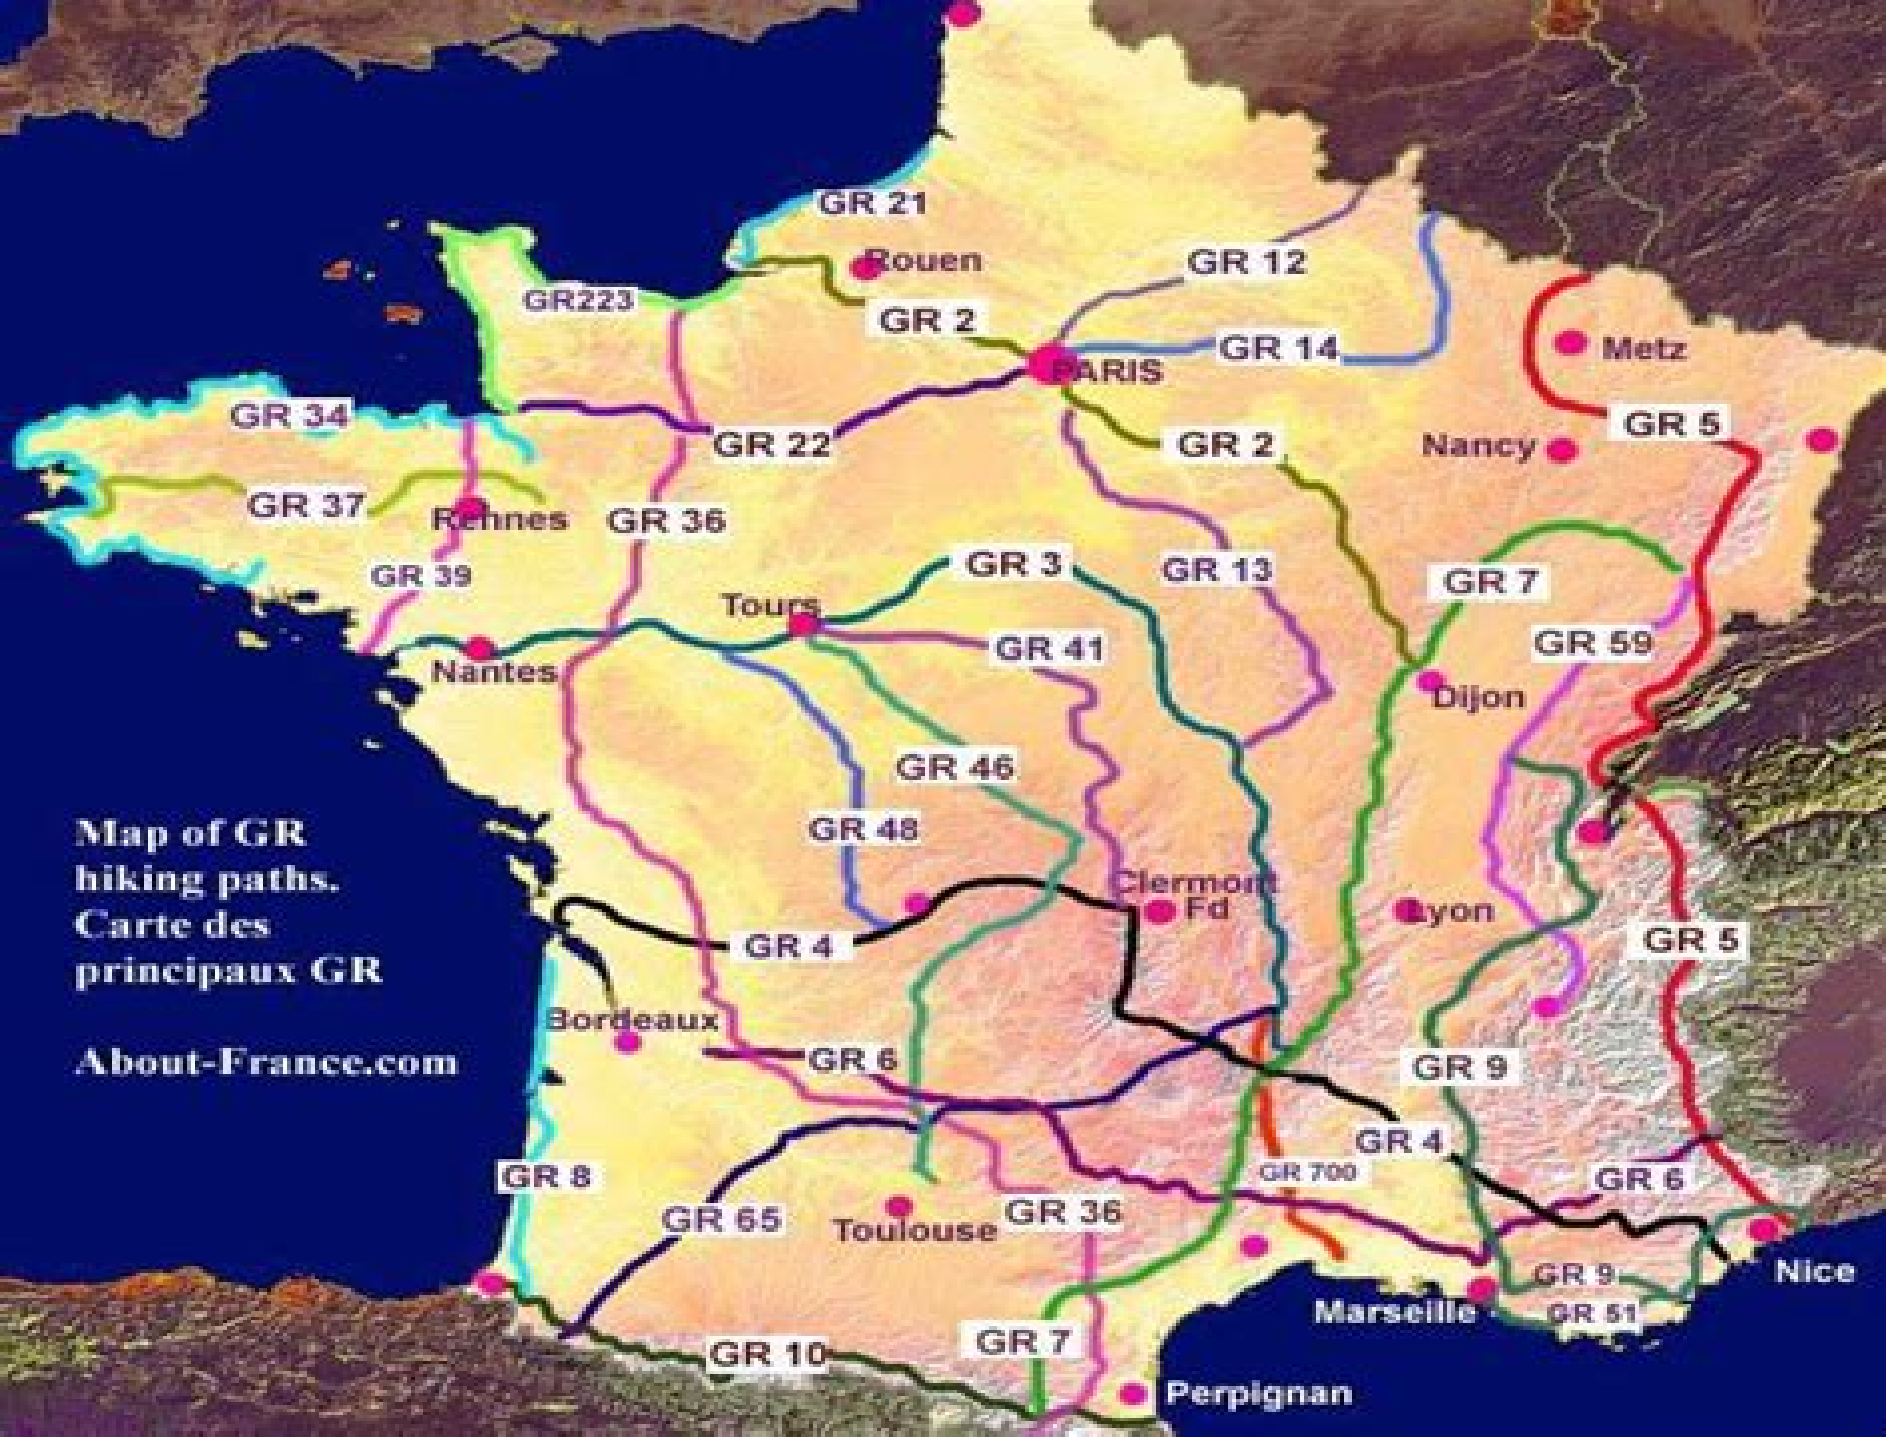 GR 21
Rouen
GR 12
GR223
GR 2
GR 14
PARIS
Metz
GR 34
GR 5
GR 22
GR 2
Nancy
GR 37
Rennes
GR 36
GR 39
GR 3
GR 13
GR 7
Tours
GR 41
GR 59
Nantes
Dijon
GR 46
GR 48
Map of GR
hiking paths.
Carte des
principaux GR
About-France.com
Clermont
Fd
Lyon
GR 4
GR 5
Bordeaux
GR 6
GR 9
GR 4
GR 8
GR 700
GR 6
GR 65
GR 36
Toulouse
Nice
GR 9
Marseille
GR 51
GR 7
GR 10
Perpignan